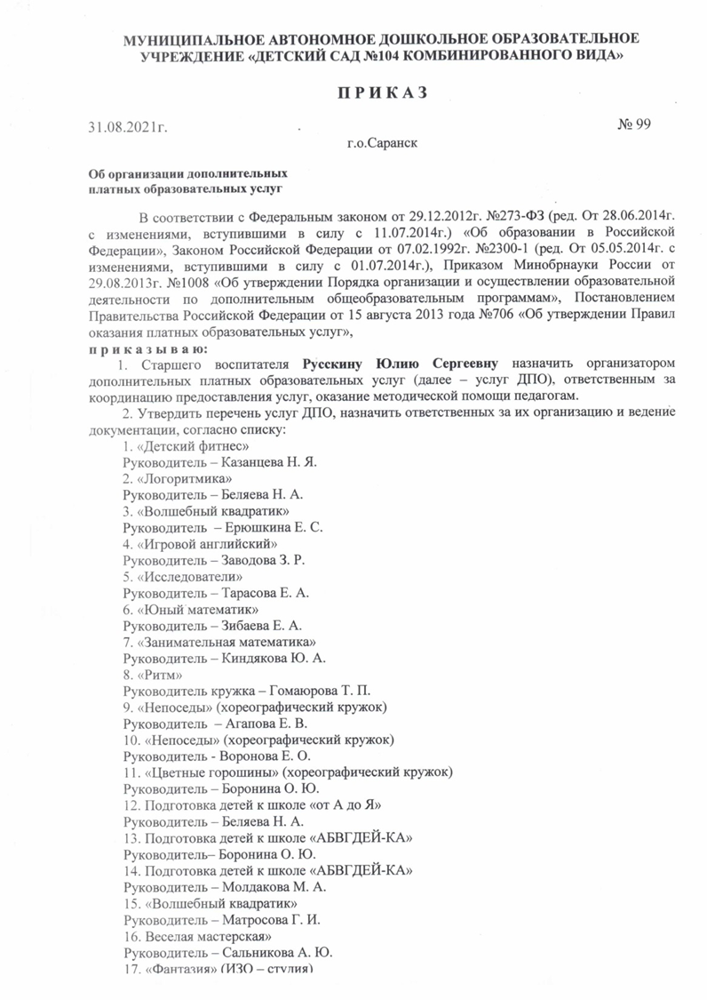 МУНИЦИПАЛЬНОЕ АВТОНОМНОЕ ДОШКОЛЬНОЕ ОБРАЗОВАТЕЛЬНОЕ
УЧРЕЖДЕНИЕ «ДЕТСКИЙ САД №104 КОМБИНИРОВАННОГО ВИДА»
П Р И К А З
31.08.2021г.
№ 99
г.о.Саранск
Об организации дополнительных
платных образовательных услуг
В соответствии с Федеральным законом от 29.12.2012г. №273-ФЗ (ред. От 28.06.2014г.
с изменениями, вступившими в силу с 11.07.2014г.) «Об образовании в Российской
Федерации», Законом Российской Федерации от 07.02.1992г. №2300-1 (ред. От 05.05.2014г. с
изменениями, вступившими в силу с 01.07.2014г.), Приказом Минобрнауки России от
29.08.2013г. №1008 «Об утверждении Порядка организации и осуществлении образовательной
деятельности по дополнительным общеобразовательным программам», Постановлением
Правительства Российской Федерации от 15 августа 2013 года №706 «Об утверждении Правил
оказания платных образовательных услуг»,
п р и к а з ы в а ю:
1. Старшего воспитателя Русскину Юлию Сергеевну назначить организатором
дополнительных платных образовательных услуг (далее – услуг ДПО), ответственным за
координацию предоставления услуг, оказание методической помощи педагогам.
2. Утвердить перечень услуг ДПО, назначить ответственных за их организацию и ведение
документации, согласно списку:
1. «Детский фитнес»
Руководитель – Казанцева Н. Я.
2. «Логоритмика»
Руководитель – Беляева Н. А.
3. «Волшебный квадратик»
Руководитель – Ерюшкина Е. С.
4. «Игровой английский»
Руководитель – Заводова З. Р.
5. «Исследователи»
Руководитель – Тарасова Е. А.
6. «Юный математик»
Руководитель – Зибаева Е. А.
7. «Занимательная математика»
Руководитель – Киндякова Ю. А.
8. «Ритм»
Руководитель кружка – Гомаюрова Т. П.
9. «Непоседы» (хореографический кружок)
Руководитель – Агапова Е. В.
10. «Непоседы» (хореографический кружок)
Руководитель - Воронова Е. О.
11. «Цветные горошины» (хореографический кружок)
Руководитель – Боронина О. Ю.
12. Подготовка детей к школе «от А до Я»
Руководитель – Беляева Н. А.
13. Подготовка детей к школе «АБВГДЕЙ-КА»
Руководитель– Боронина О. Ю.
14. Подготовка детей к школе «АБВГДЕЙ-КА»
Руководитель – Молдакова М. А.
15. «Волшебный квадратик»
Руководитель – Матросова Г. И.
16. Веселая мастерская»
Руководитель – Сальникова А. Ю.
17. «Фантазия» (ИЗО – студия)